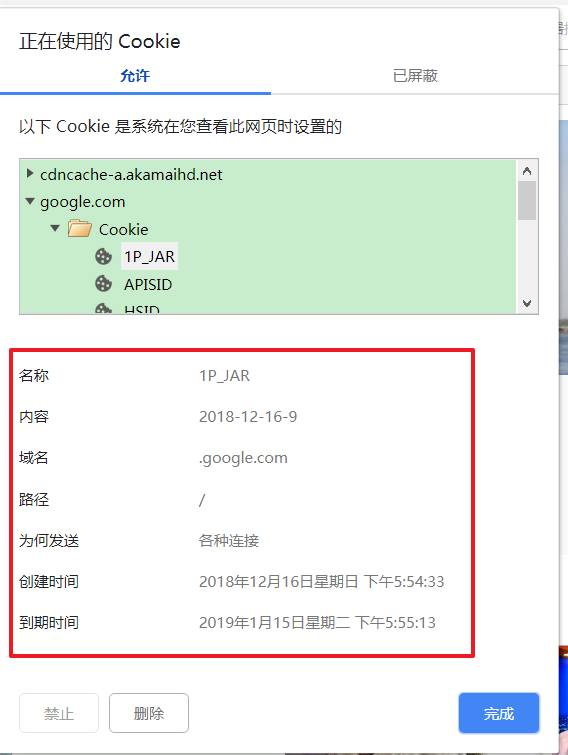 正在使用的 Cookie
允许 已屏蔽
以下 Cookie 是系统在您查看此网页时设置的
cdncache-a.akamaihd.net
google.com
Cookie
1P_JAR
APISID
HSID
名称 1P_JAR
内容 2018-12-16-9
域名 .google.com
路径 /
为何发送 各种连接
创建时间 2018年12月16日星期日 下午5:54:33
到期时间 2019年1月15日星期二 下午5:55:13
禁止 删除 完成